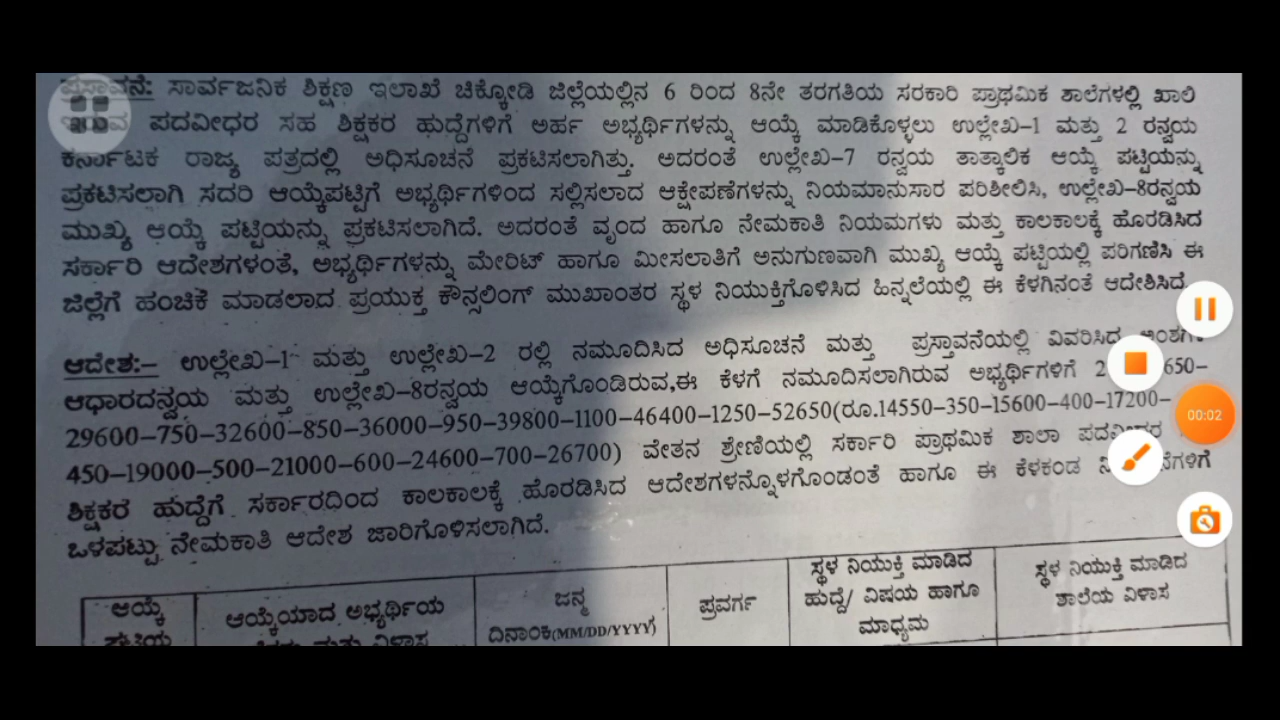 ಪ್ರಸ್ತಾವನೆ: ಸಾರ್ವಜನಿಕ ಶಿಕ್ಷಣ ಇಲಾಖೆ ಚಿಕ್ಕೋಡಿ ಜಿಲ್ಲೆಯಲ್ಲಿನ 6 ರಿಂದ 8ನೇ ತರಗತಿಯ ಸರಕಾರಿ ಪ್ರಾಥಮಿಕ ಶಾಲೆಗಳಲ್ಲಿ ಖಾಲಿ
ಪದವೀಧರ ಸಹ ಶಿಕ್ಷಕರ ಹುದ್ದೆಗಳಿಗೆ ಅರ್ಹ ಅಭ್ಯರ್ಥಿಗಳನ್ನು ಆಯ್ಕೆ ಮಾಡಿಕೊಳ್ಳಲು ಉಲ್ಲೇಖ–1 ಮತ್ತು 2 ರನ್ವಯ
ಕರ್ನಾಟಕ ರಾಜ್ಯ ಪತ್ರದಲ್ಲಿ ಅಧಿಸೂಚನೆ ಪ್ರಕಟಿಸಲಾಗಿತ್ತು. ಅದರಂತೆ ಉಲ್ಲೇಖ–7 ರನ್ವಯ ತಾತ್ಕಾಲಿಕ ಆಯ್ಕೆ ಪಟ್ಟಿಯನ್ನು
ಪ್ರಕಟಿಸಲಾಗಿ ಸದರಿ ಆಯ್ಕೆಪಟ್ಟಿಗೆ ಅಭ್ಯರ್ಥಿಗಳಿಂದ ಸಲ್ಲಿಸಲಾದ ಆಕ್ಷೇಪಣೆಗಳನ್ನು ನಿಯಮಾನುಸಾರ ಪರಿಶೀಲಿಸಿ, ಉಲ್ಲೇಖ–8ರನ್ವಯ
ಮುಖ್ಯ ಆಯ್ಕೆ ಪಟ್ಟಿಯನ್ನು ಪ್ರಕಟಿಸಲಾಗಿದೆ. ಅದರಂತೆ ವೃಂದ ಹಾಗೂ ನೇಮಕಾತಿ ನಿಯಮಗಳು ಮತ್ತು ಕಾಲಕಾಲಕ್ಕೆ ಹೊರಡಿಸಿದ
ಸರ್ಕಾರಿ ಆದೇಶಗಳಂತೆ, ಅಭ್ಯರ್ಥಿಗಳನ್ನು ಮೇರಿಟ್ ಹಾಗೂ ಮೀಸಲಾತಿಗೆ ಅನುಗುಣವಾಗಿ ಮುಖ್ಯ ಆಯ್ಕೆ ಪಟ್ಟಿಯಲ್ಲಿ ಪರಿಗಣಿಸಿ ಈ
ಜಿಲ್ಲೆಗೆ ಹಂಚಿಕೆ ಮಾಡಲಾದ ಪ್ರಯುಕ್ತ ಕೌನ್ಸಲಿಂಗ್ ಮುಖಾಂತರ ಸ್ಥಳ ನಿಯುಕ್ತಿಗೊಳಿಸಿದ ಹಿನ್ನಲೆಯಲ್ಲಿ ಈ ಕೆಳಗಿನಂತೆ ಆದೇಶಿಸಿದೆ.
ಆದೇಶ:– ಉಲ್ಲೇಖ–1 ಮತ್ತು ಉಲ್ಲೇಖ–2 ರಲ್ಲಿ ನಮೂದಿಸಿದ ಅಧಿಸೂಚನೆ ಮತ್ತು ಪ್ರಸ್ತಾವನೆಯಲ್ಲಿ ವಿವರಿಸಿದ
ಆಧಾರದನ್ವಯ ಮತ್ತು ಉಲ್ಲೇಖ–8ರನ್ವಯ ಆಯ್ಕೆಗೊಂಡಿರುವ,ಈ ಕೆಳಗೆ ನಮೂದಿಸಲಾಗಿರುವ ಅಭ್ಯರ್ಥಿಗಳಿಗೆ 650–
29600–750–32600–850–36000–950–39800–1100–46400–1250–52650(ರೂ.14550–350–15600–400–17200–
450–19000–500–21000–600–24600–700–26700) ವೇತನ ಶ್ರೇಣಿಯಲ್ಲಿ ಸರ್ಕಾರಿ ಪ್ರಾಥಮಿಕ ಶಾಲಾ
ಶಿಕ್ಷಕರ ಹುದ್ದೆಗೆ ಸರ್ಕಾರದಿಂದ ಕಾಲಕಾಲಕ್ಕೆ ಹೊರಡಿಸಿದ ಆದೇಶಗಳನ್ನೊಳಗೊಂಡಂತೆ ಹಾಗೂ ಈ ಕೆಳಕಂಡ
ಒಳಪಟ್ಟು ನೇಮಕಾತಿ ಆದೇಶ ಜಾರಿಗೊಳಿಸಲಾಗಿದೆ.
ಆಯ್ಕೆ
ಆಯ್ಕೆಯಾದ ಅಭ್ಯರ್ಥಿಯ
ಜನ್ಮ
ದಿನಾಂಕ(MM/DD/YYYY)
ಪ್ರವರ್ಗ
ಸ್ಥಳ ನಿಯುಕ್ತಿ ಮಾಡಿದ
ಹುದ್ದೆ/ ವಿಷಯ ಹಾಗೂ
ಮಾಧ್ಯಮ
ಸ್ಥಳ ನಿಯುಕ್ತಿ ಮಾಡಿದ
ಶಾಲೆಯ ವಿಳಾಸ
00:02